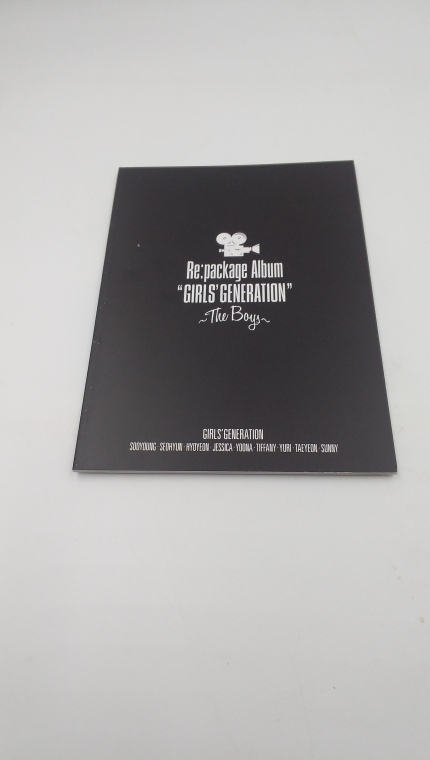 Re:package Album
“GIRLS' GENERATION”
~The Boys~
GIRLS' GENERATION
SOOYOUNG · SEOHYUN · HYOYEON · JESSICA · YOONA · TIFFANY · YURI · TAEYEON · SUNNY